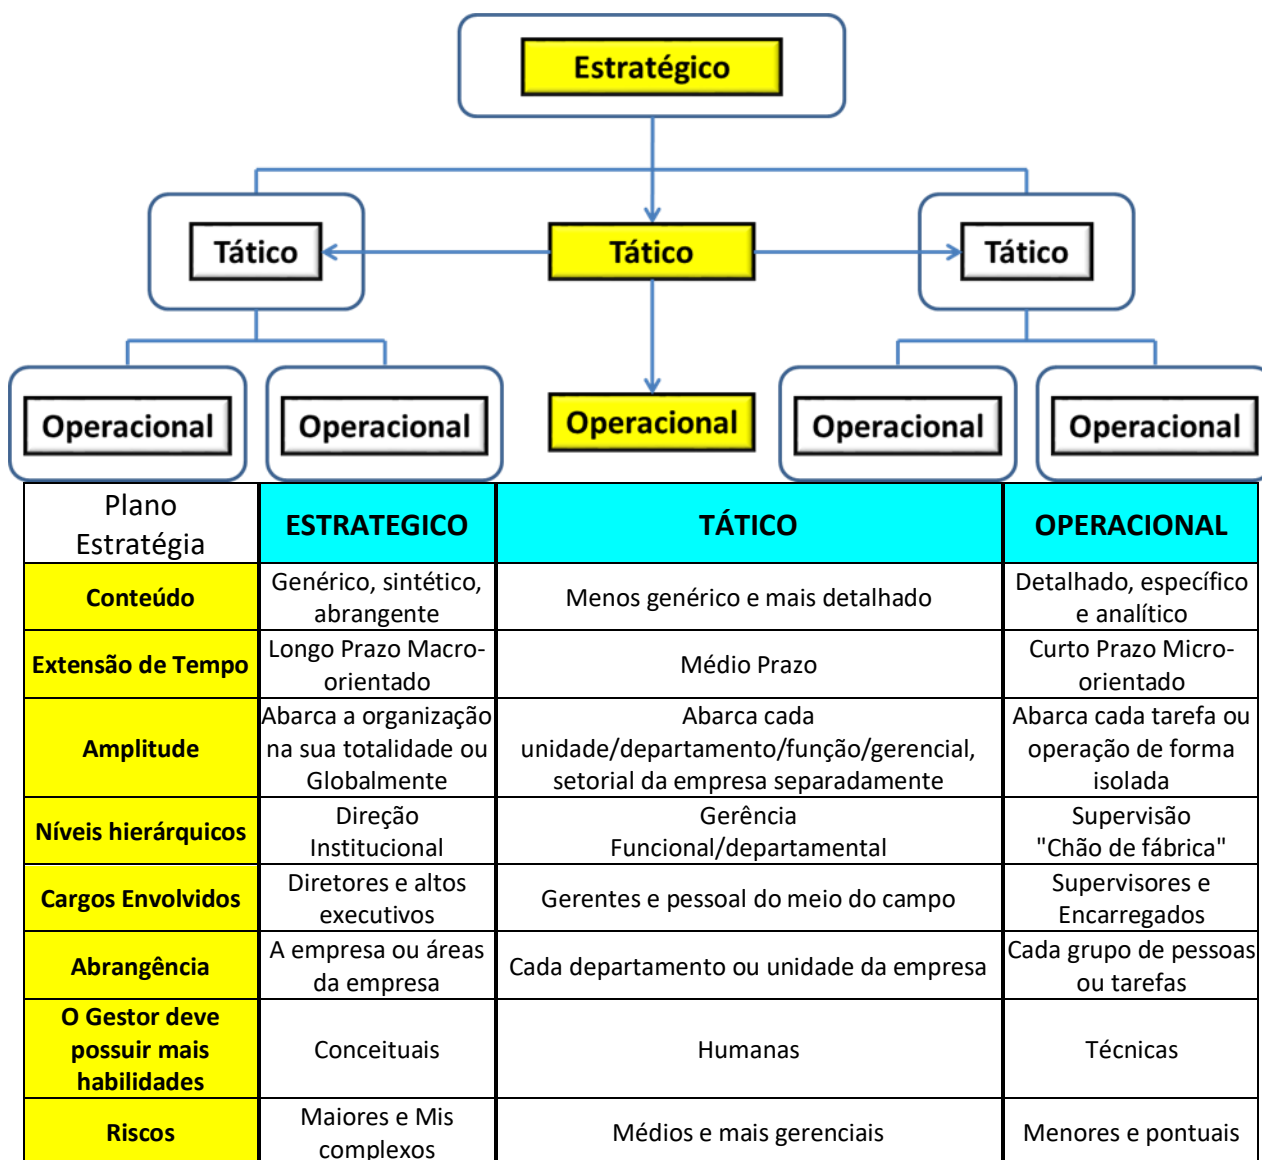 Estratégico
Tático
Tático
Tático
Operacional
Operacional
Operacional
Operacional
Operacional
Plano
Estratégia
ESTRATEGICO
TÁTICO
OPERACIONAL
Conteúdo
Genérico, sintético,
abrangente
Menos genérico e mais detalhado
Detalhado, específico
e analítico
Extensão de Tempo
Longo Prazo Macro-
orientado
Médio Prazo
Curto Prazo Micro-
orientado
Amplitude
Abarca a organização
na sua totalidade ou
Globalmente
Abarca cada
unidade/departamento/função/gerencial,
setorial da empresa separadamente
Abarca cada tarefa ou
operação de forma
isolada
Níveis hierárquicos
Direção
Institucional
Gerência
Funcional/departamental
Supervisão
"Chão de fábrica"
Cargos Envolvidos
Diretores e altos
executivos
Gerentes e pessoal do meio do campo
Supervisores e
Encarregados
Abrangência
A empresa ou áreas
da empresa
Cada departamento ou unidade da empresa
Cada grupo de pessoas
ou tarefas
O Gestor deve
possuir mais
habilidades
Conceituais
Humanas
Técnicas
Riscos
Maiores e Mis
complexos
Médios e mais gerenciais
Menores e pontuais